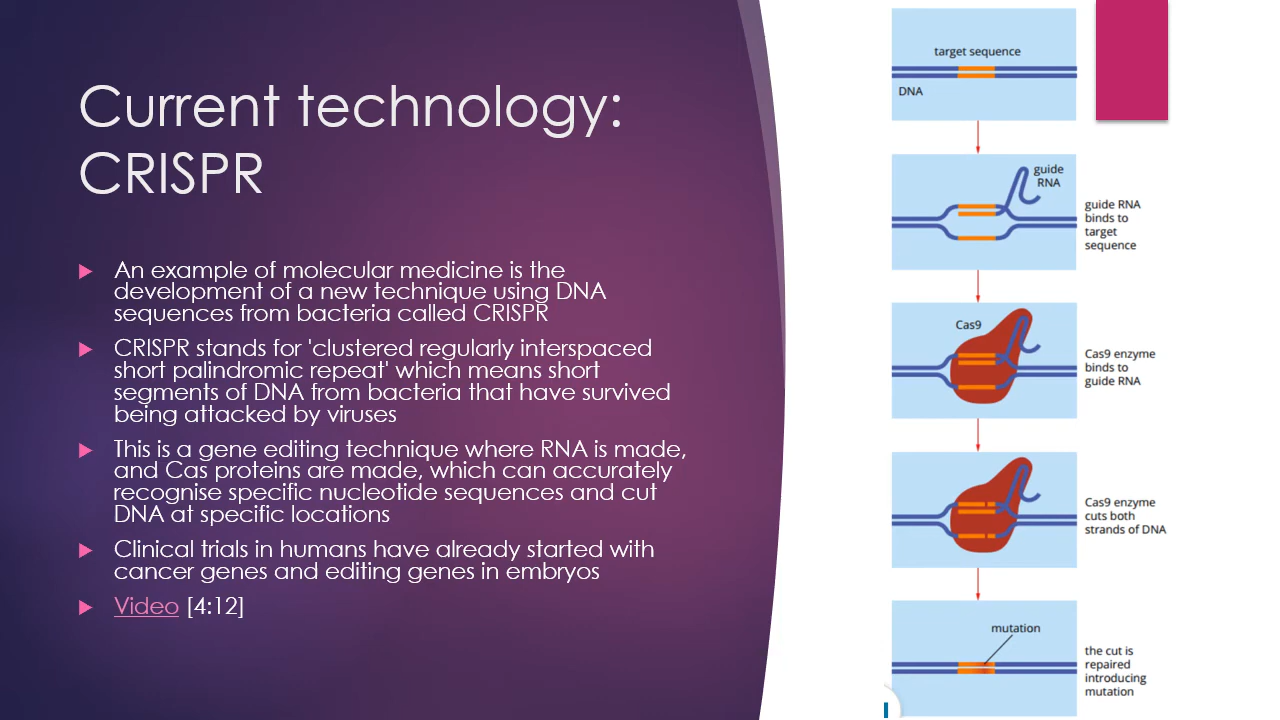 Current technology:
CRISPR
An example of molecular medicine is the
development of a new technique using DNA
sequences from bacteria called CRISPR
CRISPR stands for 'clustered regularly interspaced
short palindromic repeat' which means short
segments of DNA from bacteria that have survived
being attacked by viruses
This is a gene editing technique where RNA is made,
and Cas proteins are made, which can accurately
recognise specific nucleotide sequences and cut
DNA at specific locations
Clinical trials in humans have already started with
cancer genes and editing genes in embryos
Video [4:12]
target sequence
DNA
guide
RNA
guide RNA
binds to
target
sequence
Cas9
Cas9 enzyme
binds to
guide RNA
Cas9 enzyme
cuts both
strands of DNA
mutation
the cut is
repaired
introducing
mutation